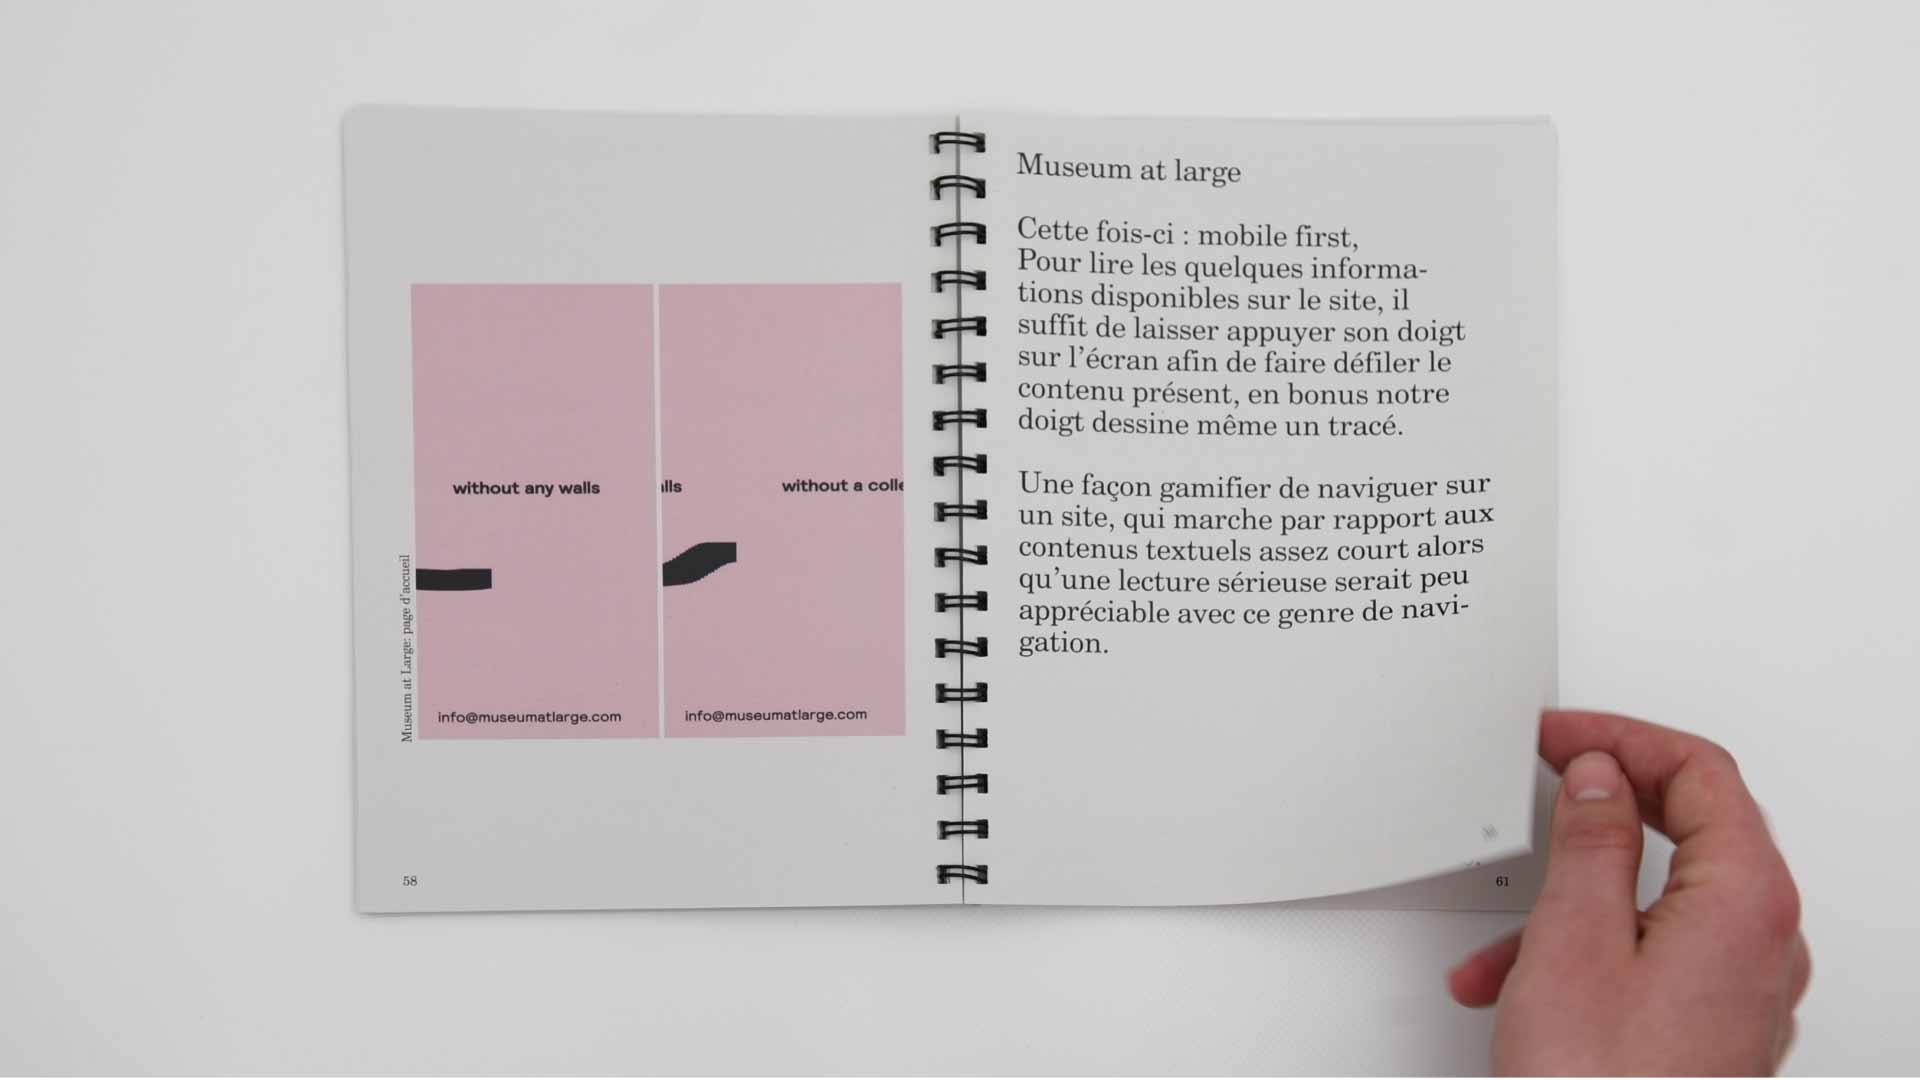 without any walls
info@museumatlarge.com
lls
without a colle
info@museumatlarge.com
Museum at Large: page d'accueil
58
Museum at large
Cette fois-ci : mobile first,
Pour lire les quelques informa-
tions disponibles sur le site, il
suffit de laisser appuyer son doigt
sur l'écran afin de faire défiler le
contenu présent, en bonus notre
doigt dessine même un tracé.
Une façon gamifier de naviguer sur
un site, qui marche par rapport aux
contenus textuels assez court alors
qu'une lecture sérieuse serait peu
appréciable avec ce genre de navi-
gation.
61